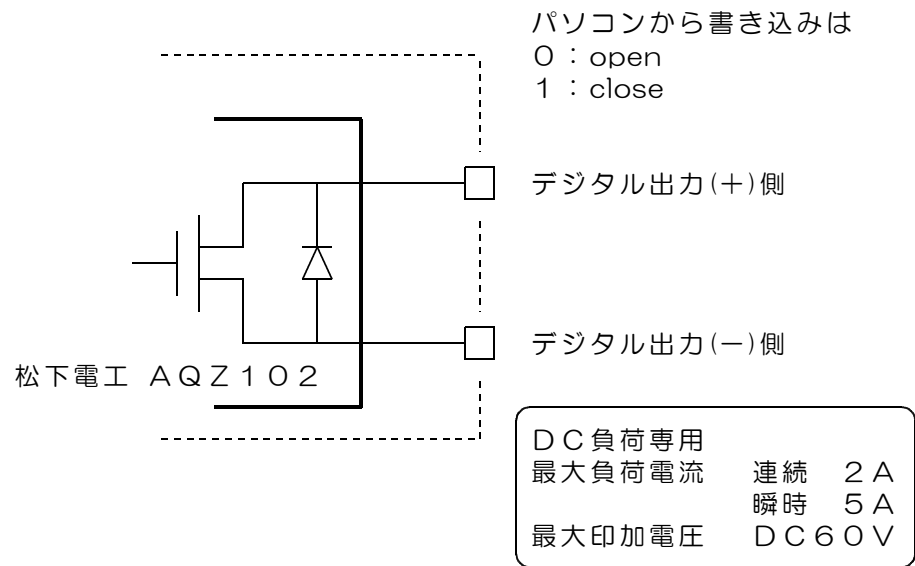 パソコンから書き込みは
０：open
１：close
デジタル出力(＋)側
デジタル出力(－)側
松下電工 ＡＱＺ１０２
ＤＣ負荷専用
最大負荷電流 連続 ２Ａ
瞬時 ５Ａ
最大印加電圧 ＤＣ６０Ｖ